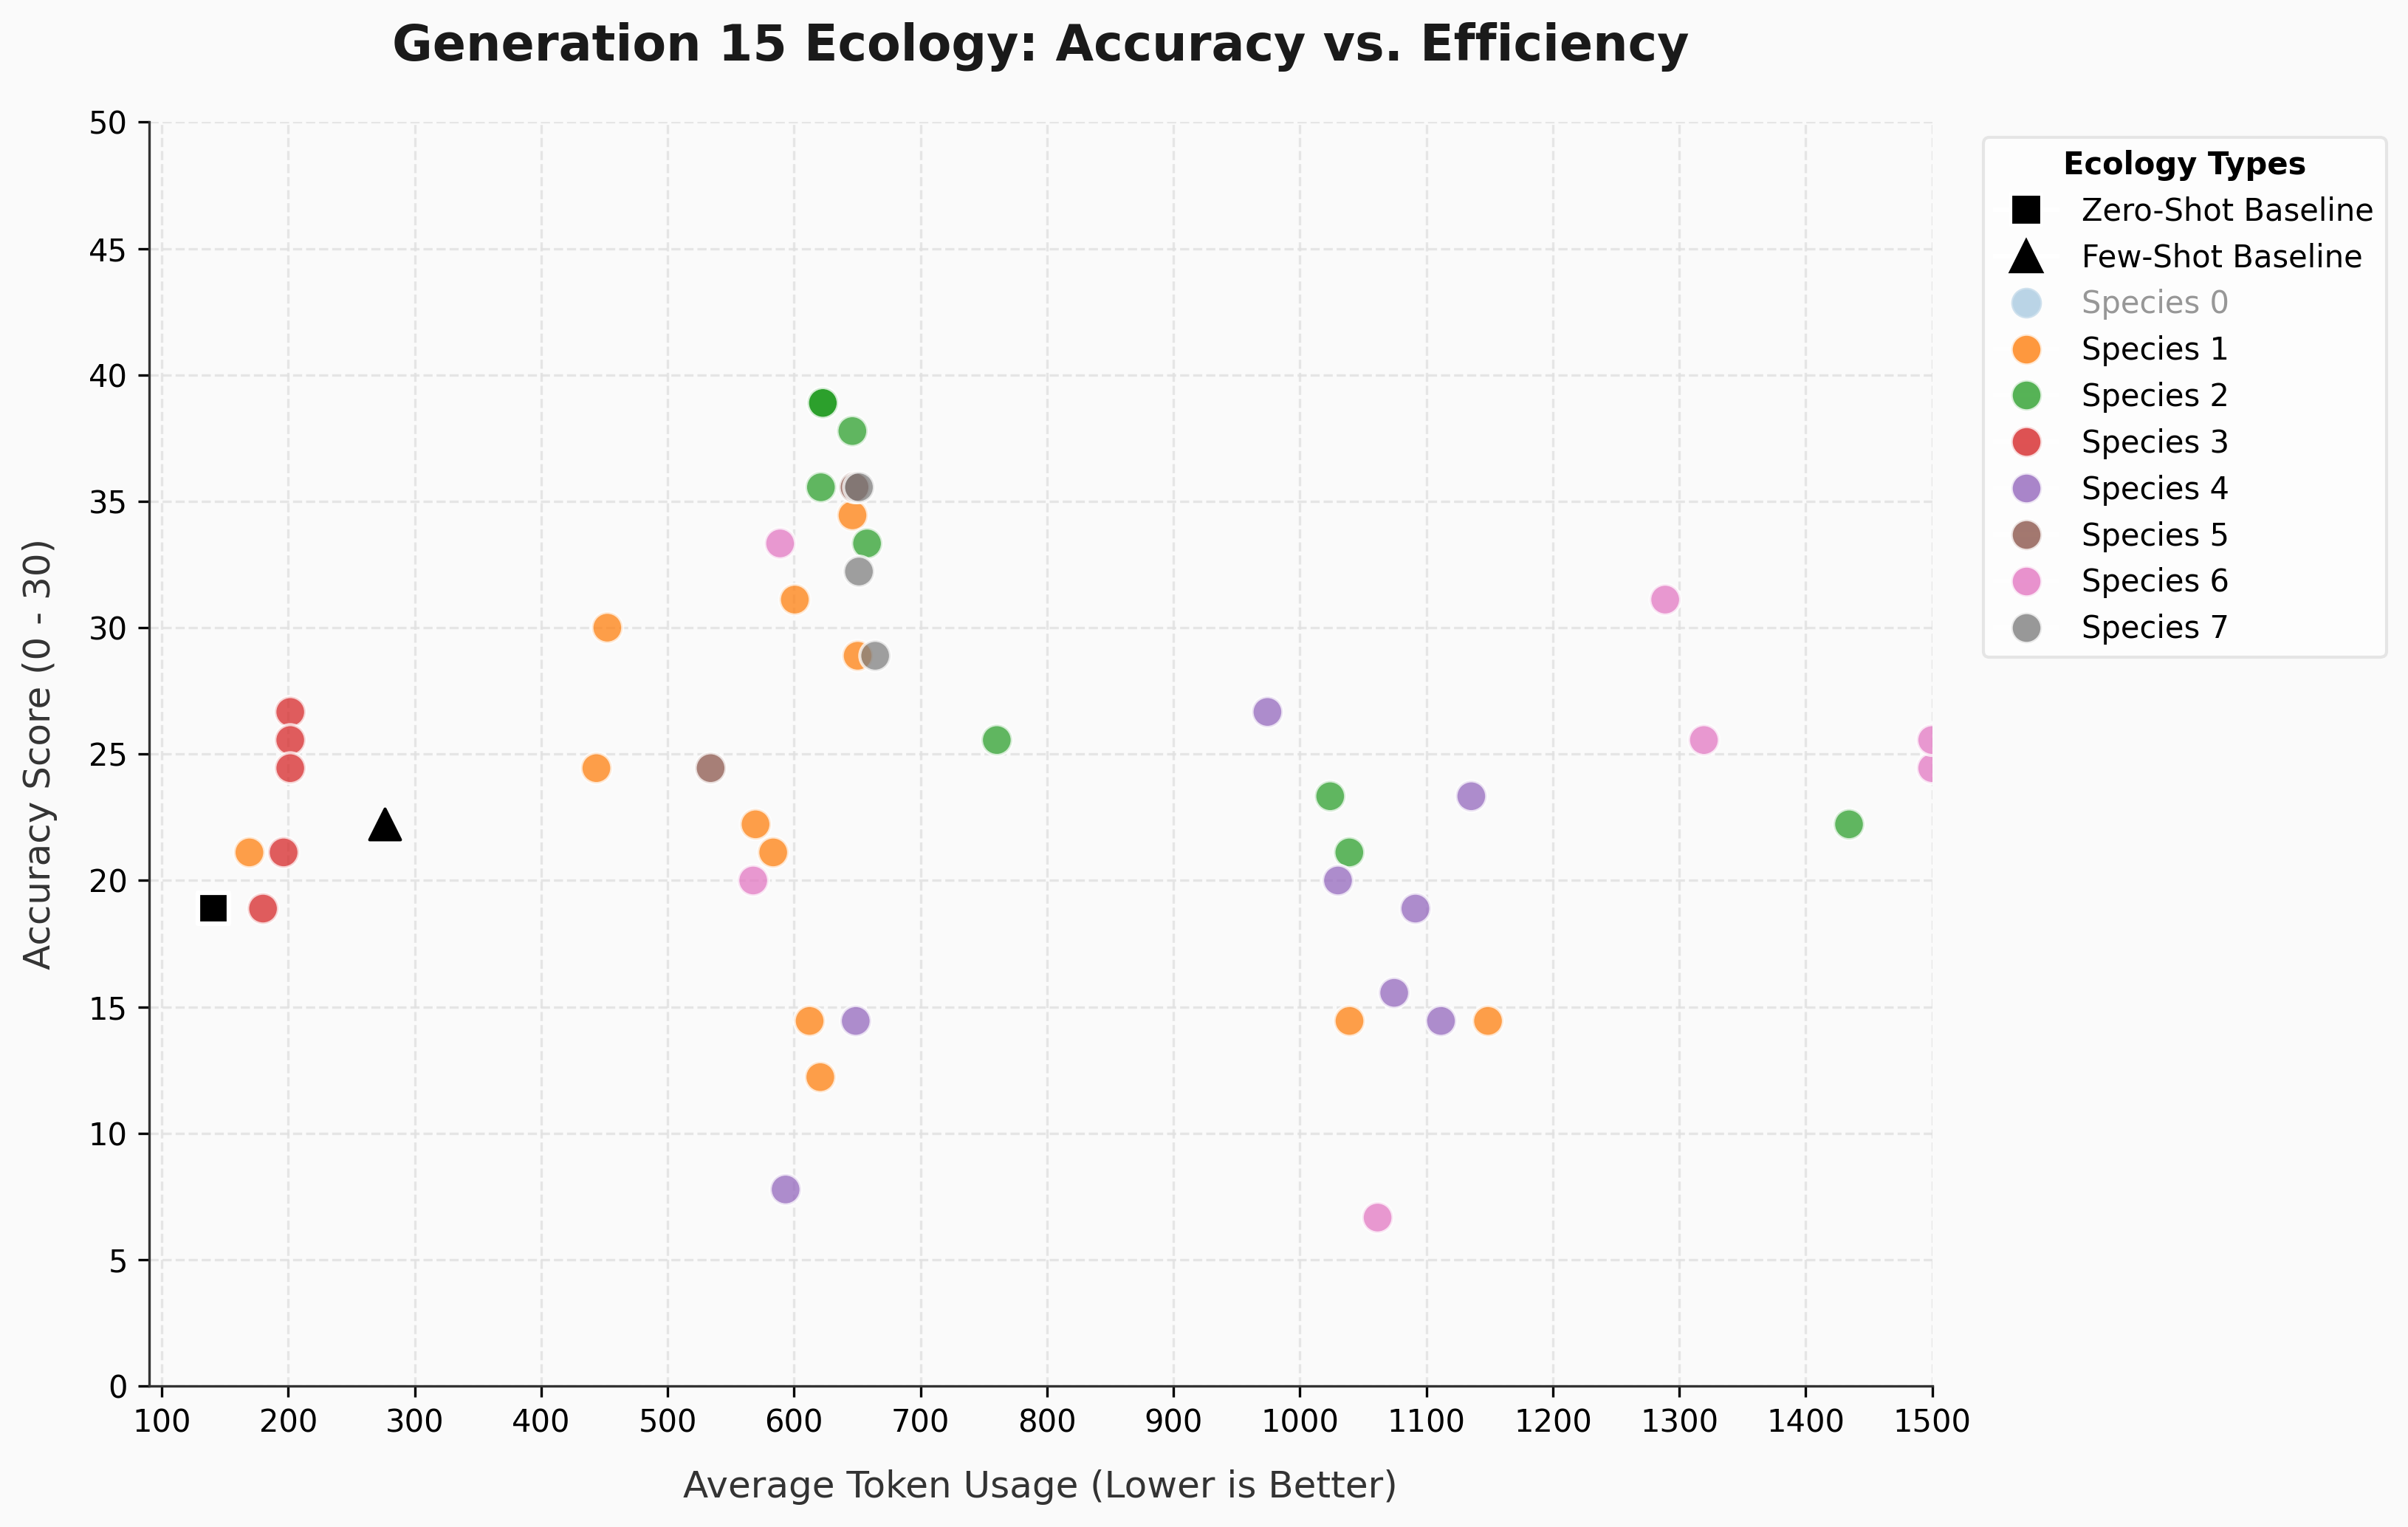 Generation 15 Ecology: Accuracy vs. Efficiency
50
45
40
35
30
25
20
15
10
5
0
Accuracy Score (0 - 30)
100 200 300 400 500 600 700 800 900 1000 1100 1200 1300 1400 1500
Average Token Usage (Lower is Better)
Ecology Types
Zero-Shot Baseline
Few-Shot Baseline
Species 0
Species 1
Species 2
Species 3
Species 4
Species 5
Species 6
Species 7